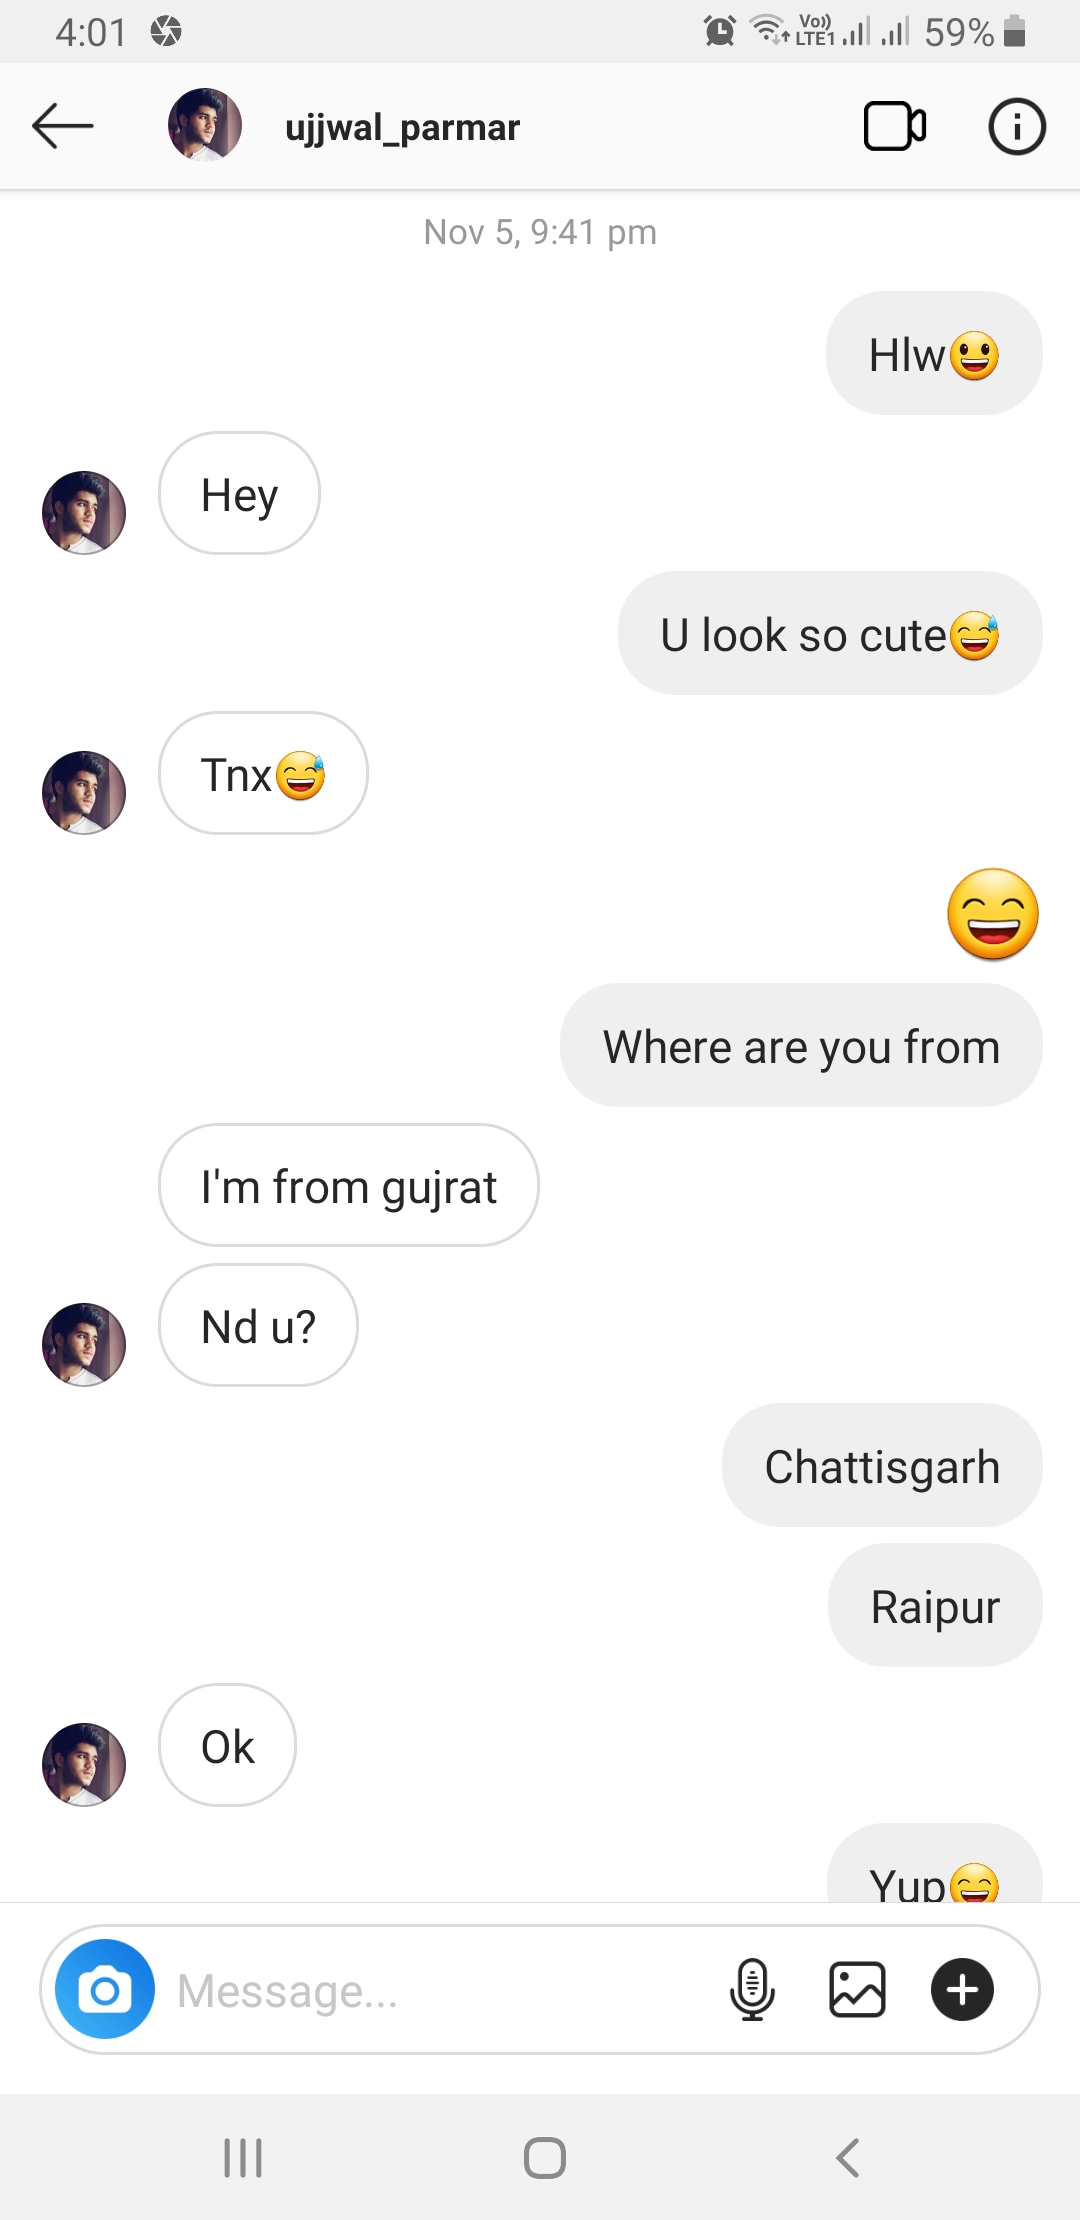 4:01 Vo)) LTE1 59%
ujjwal_parmar
Nov 5, 9:41 pm
Hlw😃
Hey
U look so cute😅
Tnx😅
😄
Where are you from
I'm from gujrat
Nd u?
Chattisgarh
Raipur
Ok
Yup😄
Message...